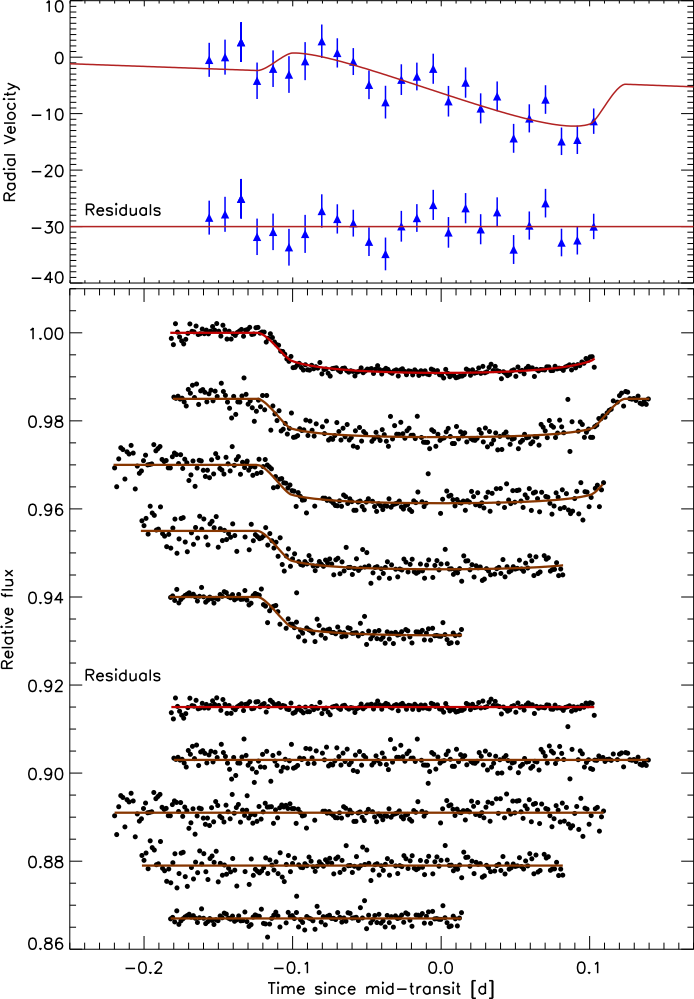 10
0
−10
−20
−30
−40
Radial Velocity
Residuals
1.00
0.98
0.96
0.94
0.92
0.90
0.88
0.86
Relative flux
Residuals
−0.2 −0.1 0.0 0.1
Time since mid−transit [d]